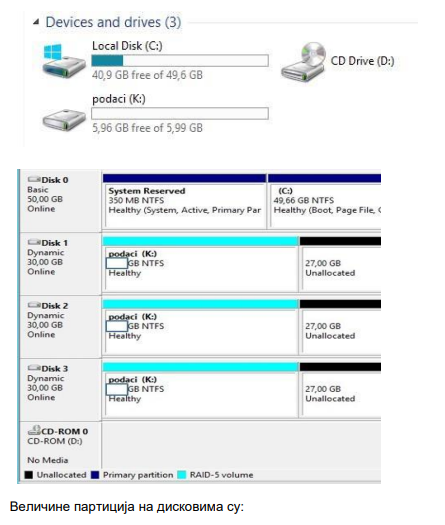 Devices and drives (3)
Local Disk (C:)
40,9 GB free of 49,6 GB
CD Drive (D:)
podaci (K:)
5,96 GB free of 5,99 GB
Disk 0
Basic
50,00 GB
Online
System Reserved
350 MB NTFS
Healthy (System, Active, Primary Par
(C:)
49,66 GB NTFS
Healthy (Boot, Page File, C
Disk 1
Dynamic
30,00 GB
Online
podaci (K:)
GB NTFS
Healthy
27,00 GB
Unallocated
Disk 2
Dynamic
30,00 GB
Online
podaci (K:)
GB NTFS
Healthy
27,00 GB
Unallocated
Disk 3
Dynamic
30,00 GB
Online
podaci (K:)
GB NTFS
Healthy
27,00 GB
Unallocated
CD-ROM 0
CD-ROM (D:)
No Media
Unallocated Primary partition RAID-5 volume
Величине партиција на дисковима су: